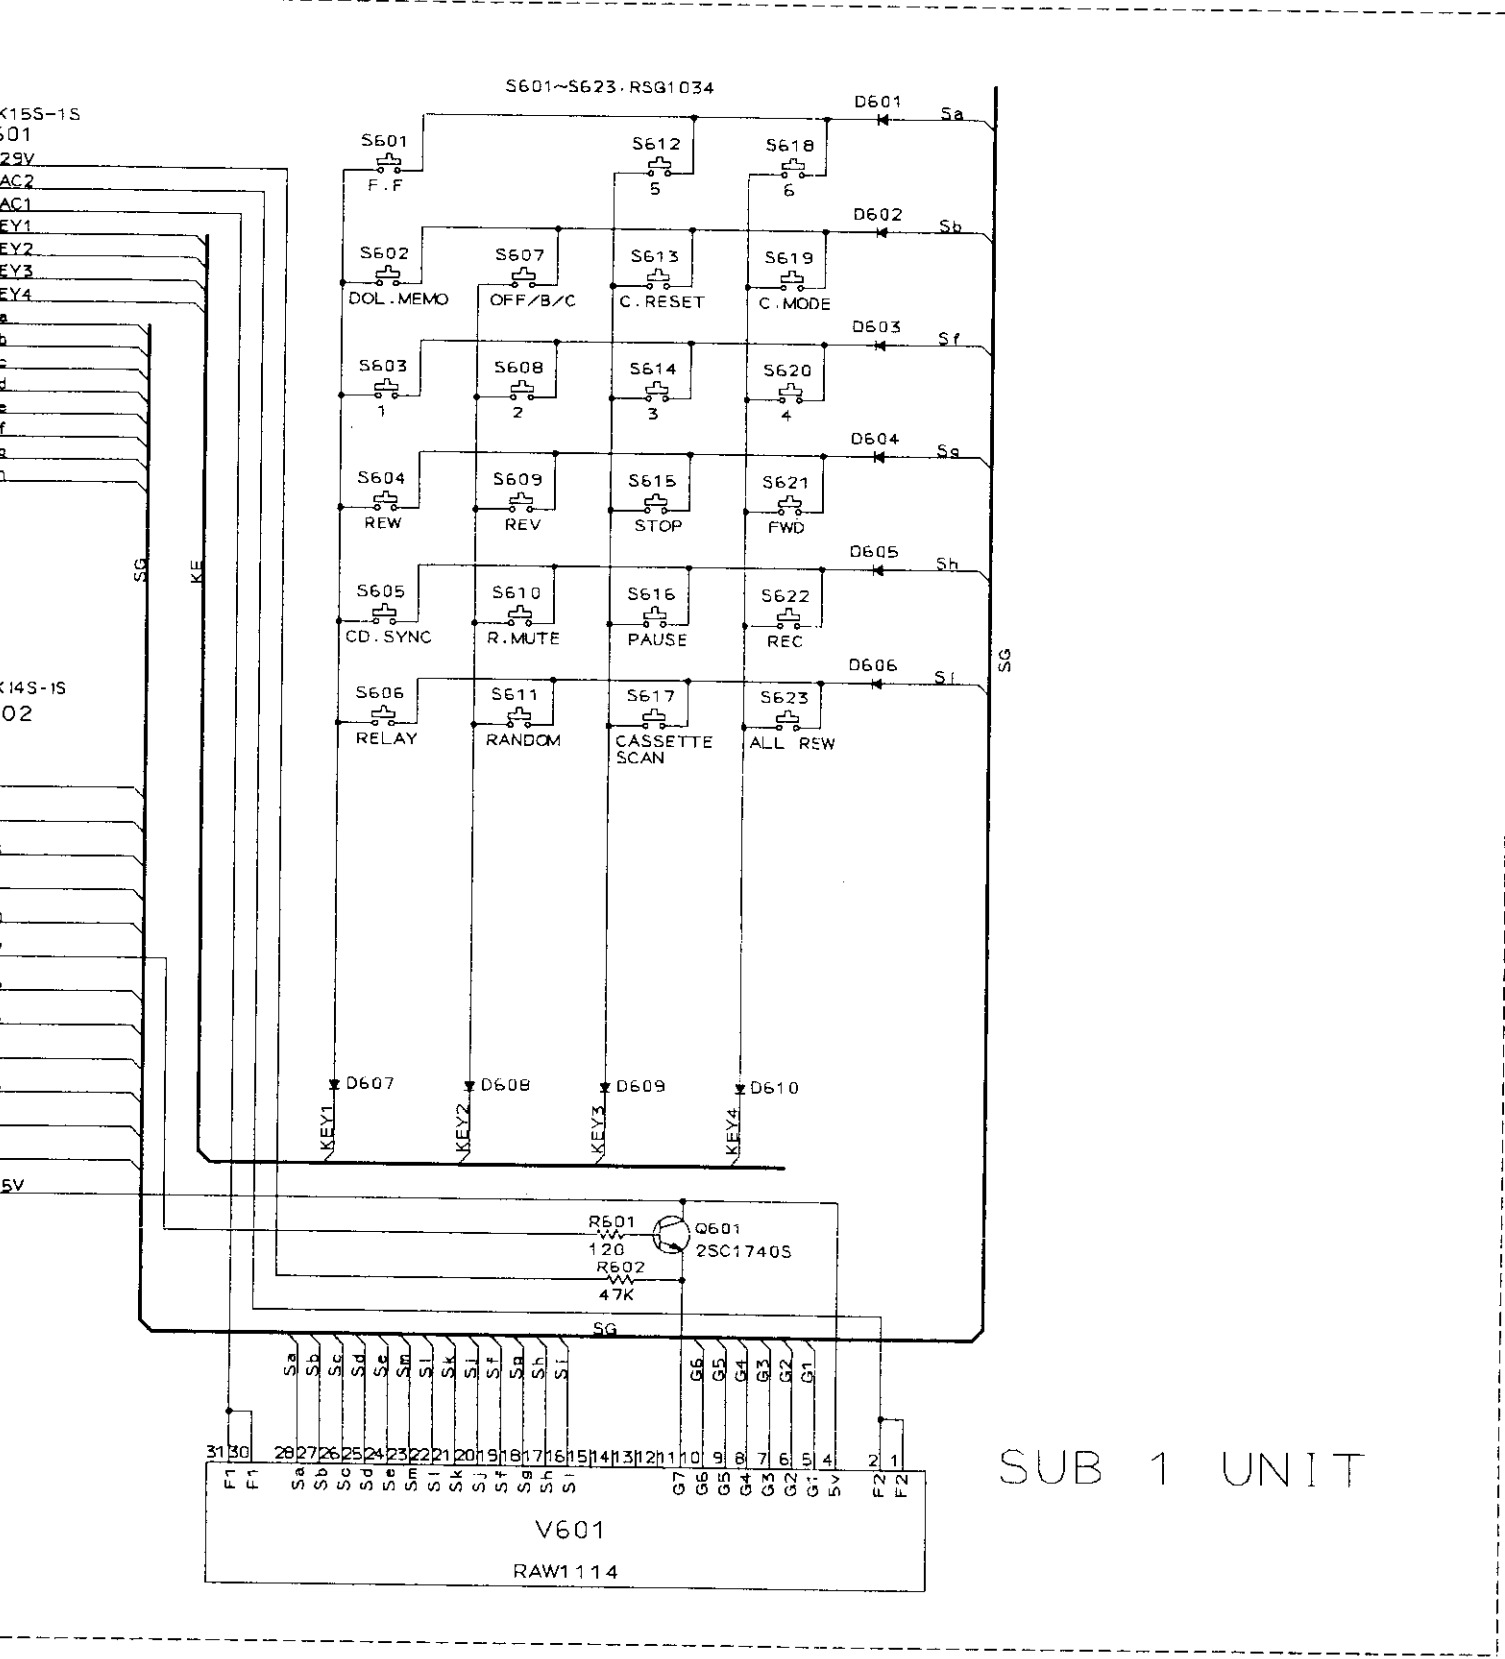 S601~S623.RSG1034
K15S-1S
601
29V
AC2
AC1
EY1
EY2
EY3
EY4
a
b
c
d
e
f
g
D601
Sa
S601
F.F
S612
5
S618
6
D602
Sb
S602
DOL.MEMO
S607
OFF/B/C
S613
C.RESET
S619
C.MODE
D603
Sf
S603
1
S608
2
S614
3
S620
4
D604
Sg
S604
REW
S609
REV
S615
STOP
S621
FWD
D605
Sh
S605
CD.SYNC
S610
R.MUTE
S616
PAUSE
S622
REC
D606
Si
S606
RELAY
S611
RANDOM
S617
CASSETTE
SCAN
S623
ALL REW
SG
KE
SG
K14S-1S
02
D607
D608
D609
D610
KEY1
KEY2
KEY3
KEY4
5V
R601
120
Q601
2SC1740S
R602
47K
SG
Sa Sb Sc Sd Se Sm Sl Sk Sj Sf Sg Sh Si
G6 G5 G4 G3 G2 G1
31 30 28 27 26 25 24 23 22 21 20 19 18 17 16 15 14 13 12 11 10 9 8 7 6 5 4 2 1
F1 F1 Sa Sb Sc Sd Se Sm Sl Sk Sj Sf Sg Sh Si G7 G6 G5 G4 G3 G2 G1 5V F2 F2
V601
RAW1114
SUB 1 UNIT